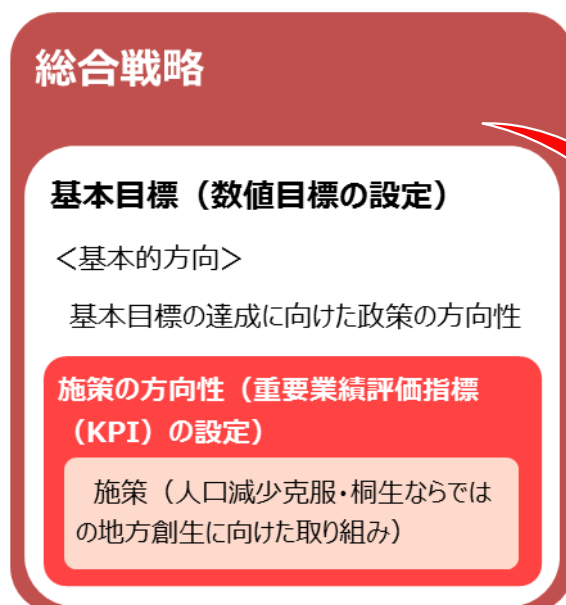 総合戦略
基本目標（数値目標の設定）
＜基本的方向＞
基本目標の達成に向けた政策の方向性
施策の方向性（重要業績評価指標
（KPI）の設定）
施策（人口減少克服・桐生ならでは
の地方創生に向けた取り組み）